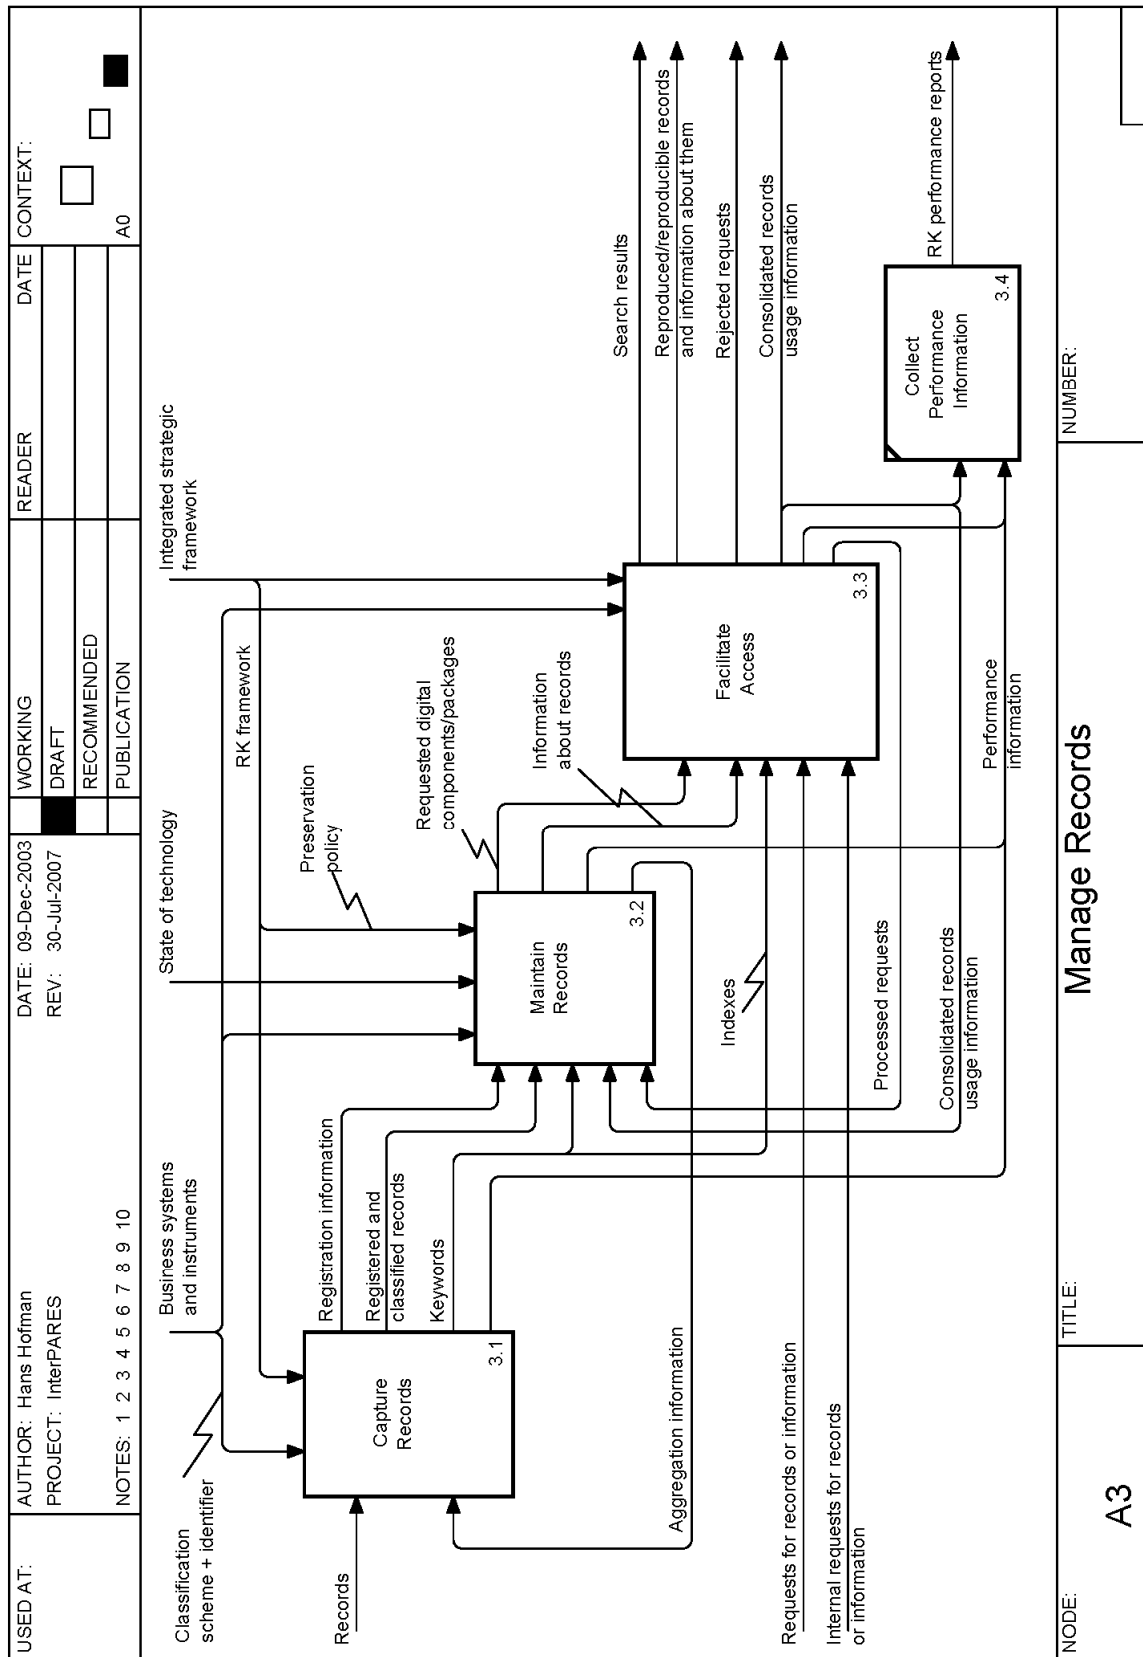 USED AT:
AUTHOR: Hans Hofman
PROJECT: InterPARES
DATE: 09-Dec-2003
REV: 30-Jul-2007
NOTES: 1 2 3 4 5 6 7 8 9 10
WORKING
DRAFT
RECOMMENDED
PUBLICATION
READER
DATE
CONTEXT:
A0
Classification
scheme + identifier
Business systems
and instruments
State of technology
Integrated strategic
framework
RK framework
Preservation
policy
Records
Capture
Records
3.1
Registration information
Registered and
classified records
Keywords
Aggregation information
Maintain
Records
3.2
Requested digital
components/packages
Information
about records
Indexes
Requests for records or information
Internal requests for records
or information
Processed requests
Consolidated records
usage information
Facilitate
Access
3.3
Performance
information
Search results
Reproduced/reproducible records
and information about them
Rejected requests
Consolidated records
usage information
Collect
Performance
Information
3.4
RK performance reports
NODE:
A3
TITLE:
Manage Records
NUMBER: